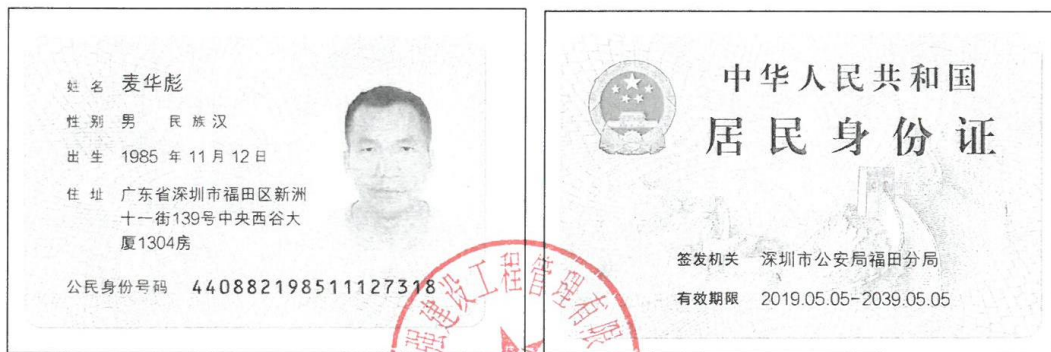 姓名 麦华彪
性别 男 民族 汉
出生 1985 年 11 月 12 日
住址 广东省深圳市福田区新洲
十一街139号中央西谷大
厦1304房
公民身份号码 440882198511127318
中华人民共和国
居民身份证
签发机关 深圳市公安局福田分局
有效期限 2019.05.05-2039.05.05
强建设工程管理有限